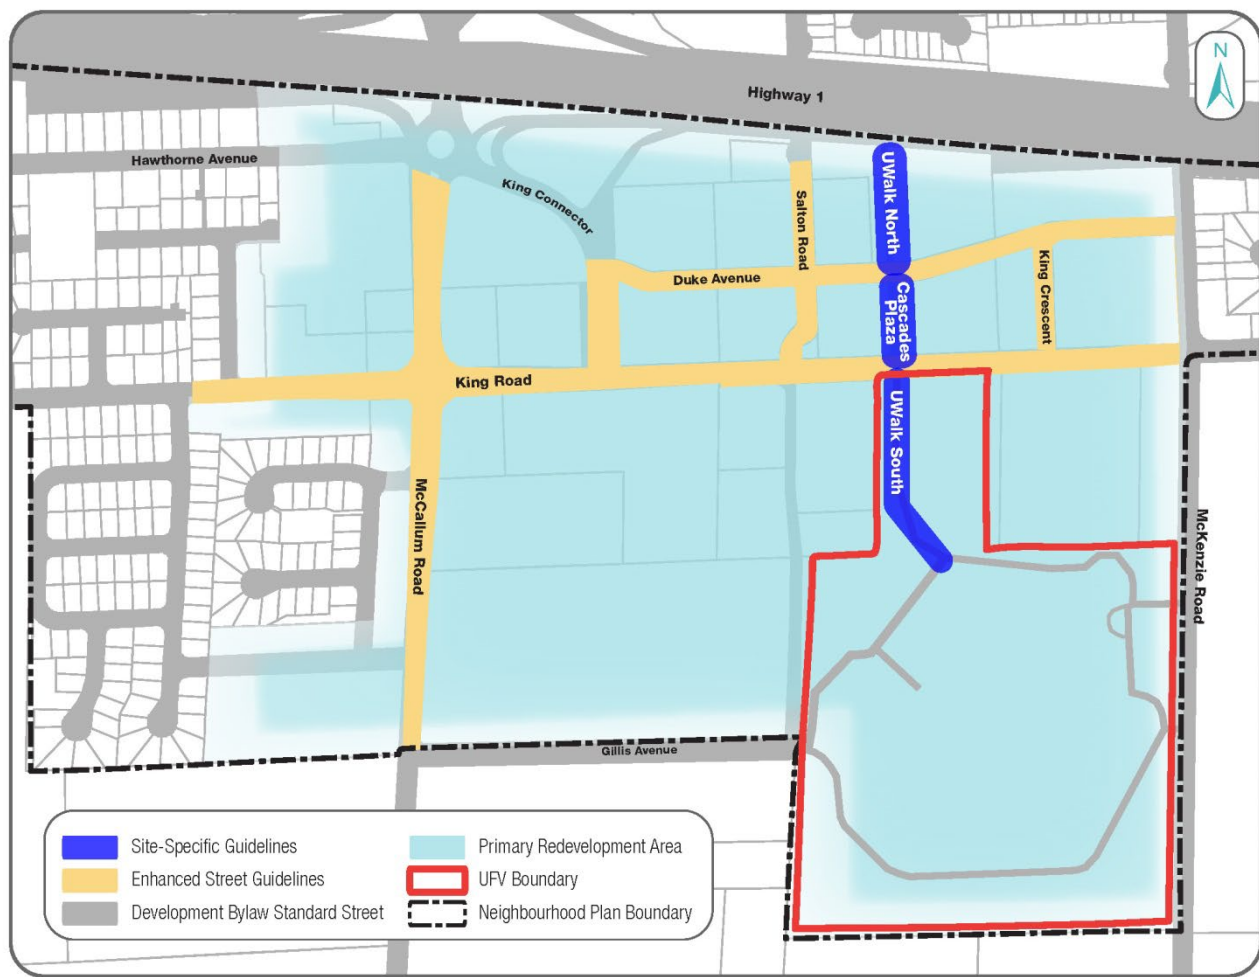 N
Highway 1
Hawthorne Avenue
King Connector
Salton Road
UWalk North
Duke Avenue
Cascades
Plaza
King Crescent
King Road
UWalk South
McCallum Road
McKenzie Road
Gillis Avenue
Site-Specific Guidelines
Enhanced Street Guidelines
Development Bylaw Standard Street
Primary Redevelopment Area
UFV Boundary
Neighbourhood Plan Boundary